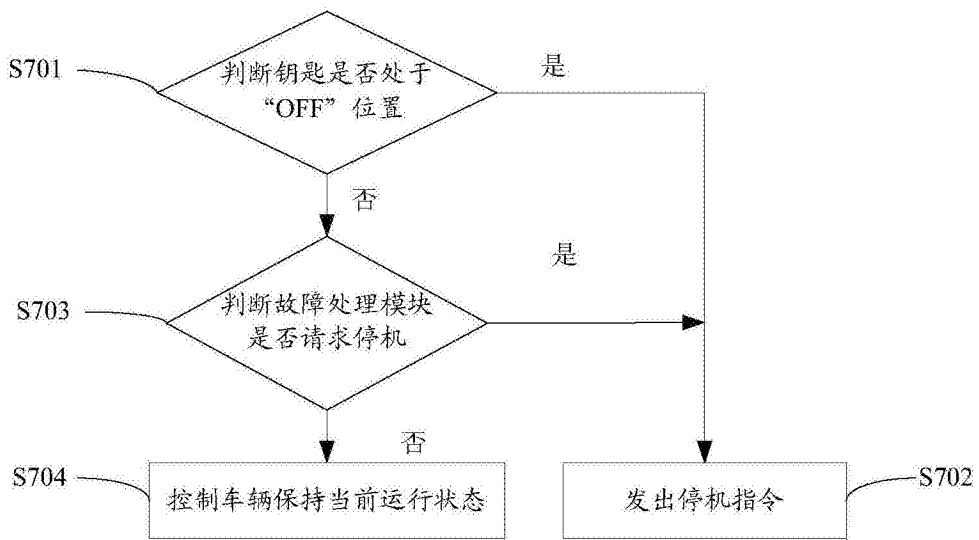 S701
判断钥匙是否处于
“OFF”位置
是
否
S703
判断故障处理模块
是否请求停机
是
否
S704
控制车辆保持当前运行状态
发出停机指令
S702